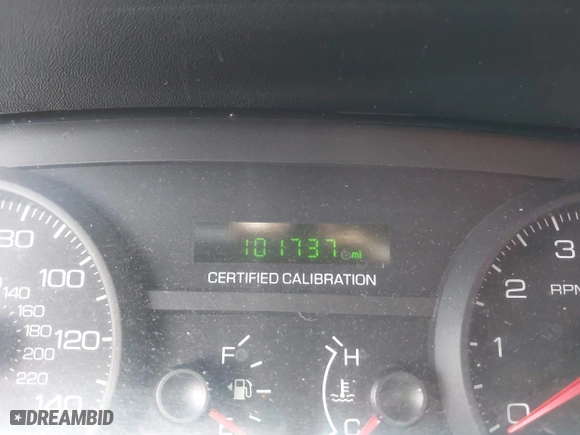 101737 mi
CERTIFIED CALIBRATION
80
100
120
140
140
160
180
200
220
F
H
C
3
2
1
0
RPM
DREAMBID